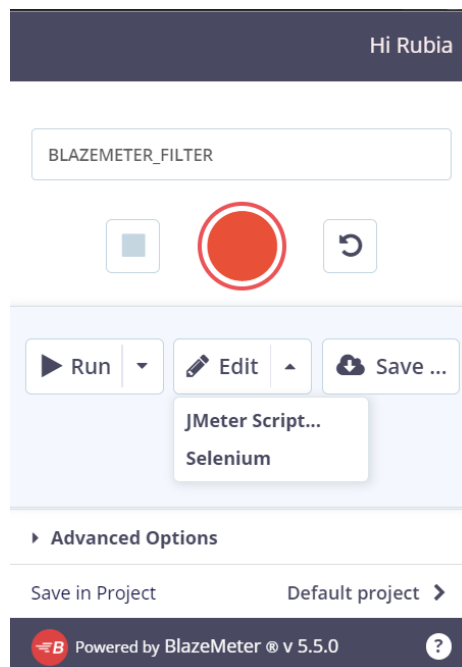 Hi Rubia
BLAZEMETER_FILTER
Run
Edit
Save ...
JMeter Script...
Selenium
Advanced Options
Save in Project
Default project
B Powered by BlazeMeter ® v 5.5.0
?